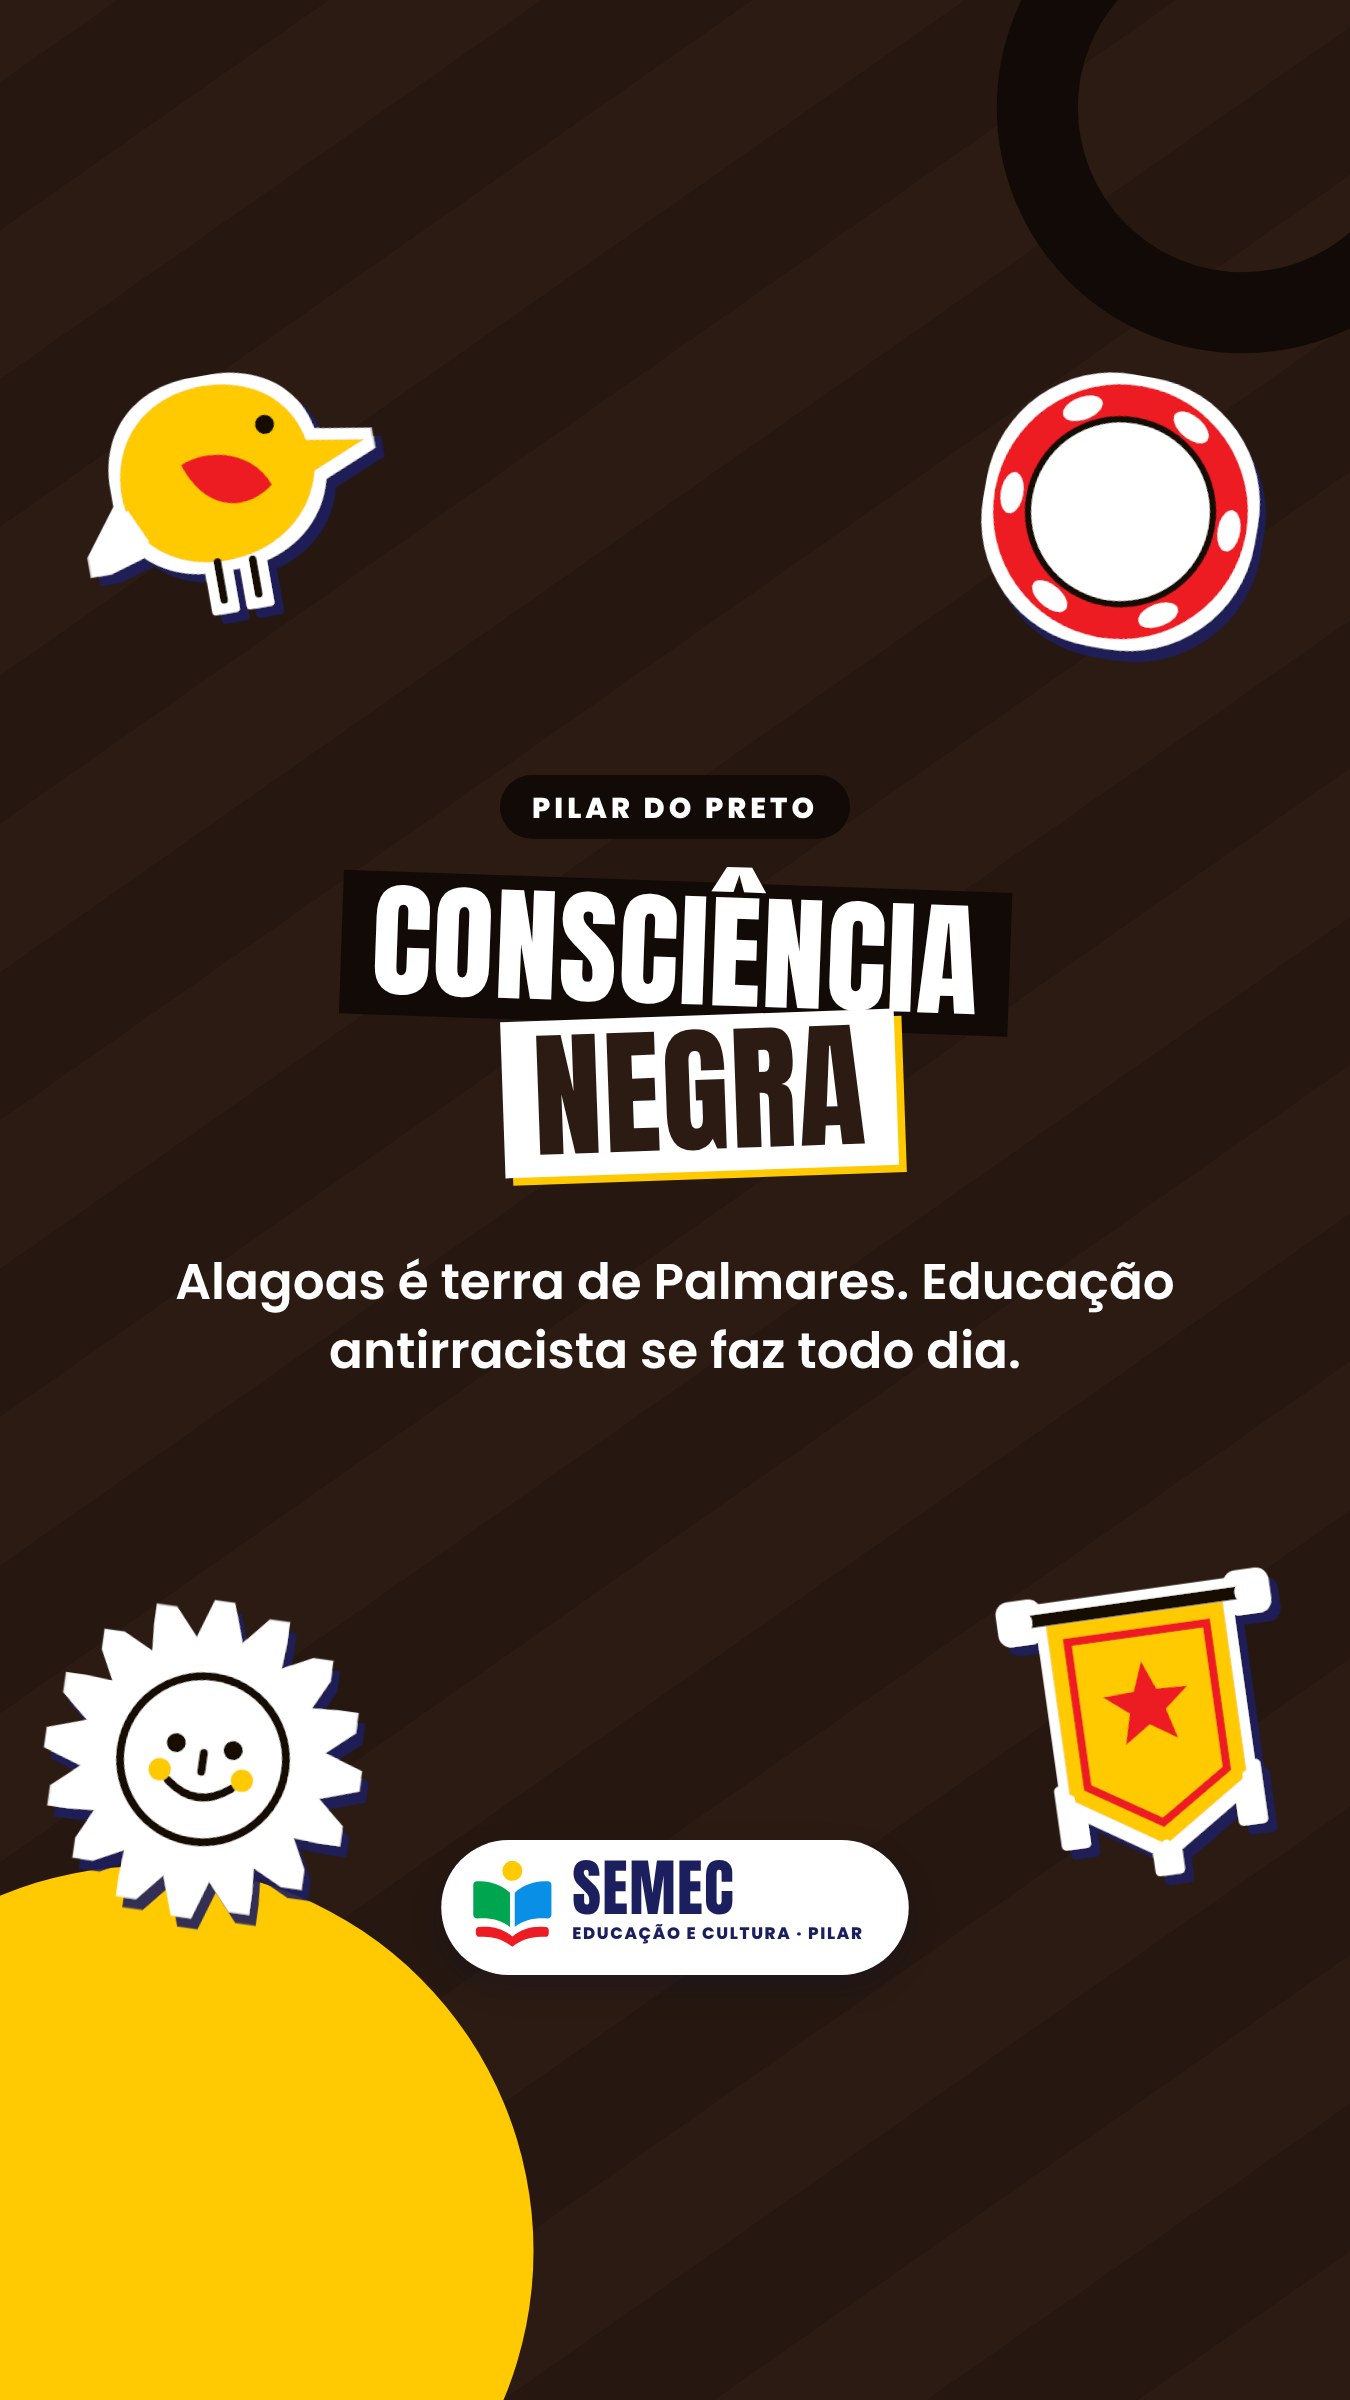 PILAR DO PRETO
CONSCIÊNCIA
NEGRA
Alagoas é terra de Palmares. Educação
antirracista se faz todo dia.
SEMEC
EDUCAÇÃO E CULTURA · PILAR